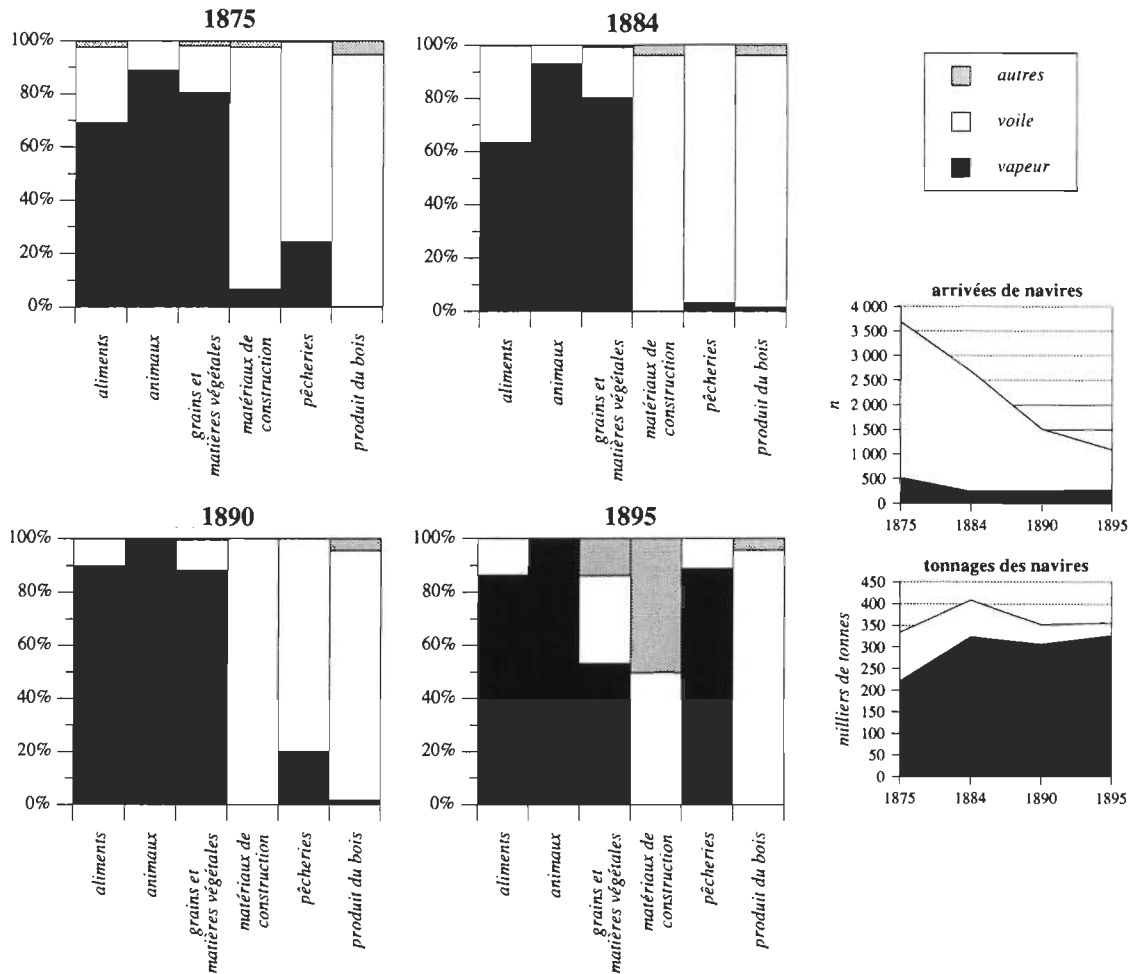 1875
100%
80%
60%
40%
20%
0%
aliments
animaux
grains et
matières végétales
matériaux de
construction
pêcheries
produit du bois
1884
100%
80%
60%
40%
20%
0%
aliments
animaux
grains et
matières végétales
matériaux de
construction
pêcheries
produit du bois
autres
voile
vapeur
1890
100%
80%
60%
40%
20%
0%
aliments
animaux
grains et
matières végétales
matériaux de
construction
pêcheries
produit du bois
1895
100%
80%
60%
40%
20%
0%
aliments
animaux
grains et
matières végétales
matériaux de
construction
pêcheries
produit du bois
arrivées de navires
4 000
3 500
3 000
2 500
2 000
1 500
1 000
500
0
n
1875 1884 1890 1895
tonnages des navires
450
400
350
300
250
200
150
100
50
0
milliers de tonnes
1875 1884 1890 1895